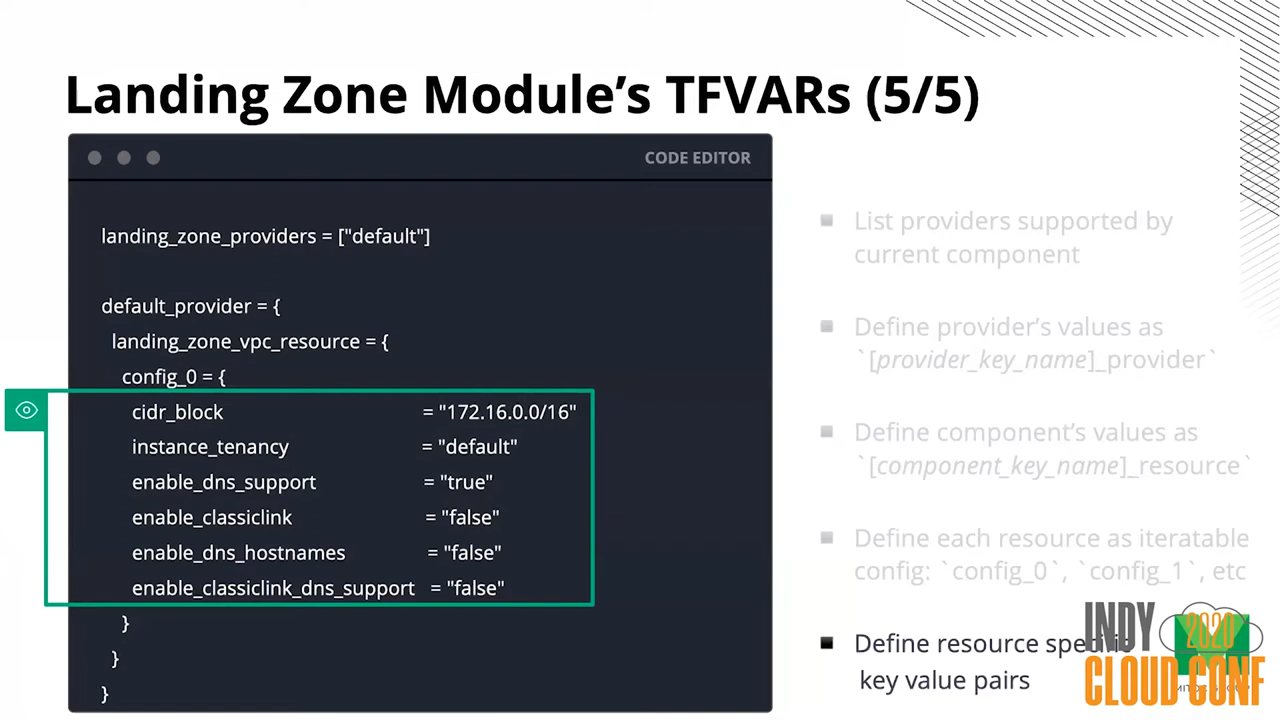 Landing Zone Module's TFVARs (5/5)
CODE EDITOR
landing_zone_providers = ["default"]
default_provider = {
landing_zone_vpc_resource = {
config_0 = {
cidr_block = "172.16.0.0/16"
instance_tenancy = "default"
enable_dns_support = "true"
enable_classiclink = "false"
enable_dns_hostnames = "false"
enable_classiclink_dns_support = "false"
}
}
}
List providers supported by
current component
Define provider's values as
`[provider_key_name]_provider`
Define component's values as
`[component_key_name]_resource`
Define each resource as iteratable
config: `config_0`, `config_1`, etc
Define resource specific
key value pairs
INDY
2020
CLOUD CONF